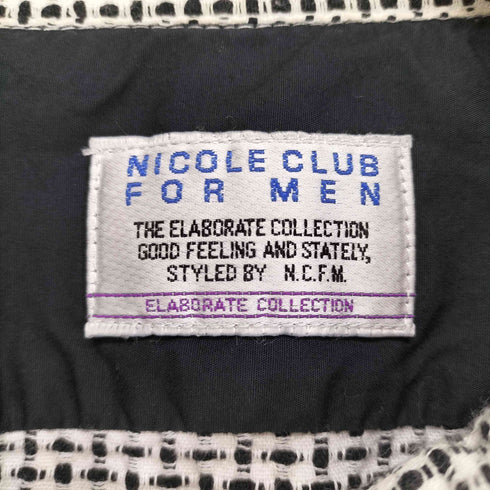 NICOLE CLUB
FOR MEN
THE ELABORATE COLLECTION
GOOD FEELING AND STATELY,
STYLED BY N.C.F.M.
ELABORATE COLLECTION